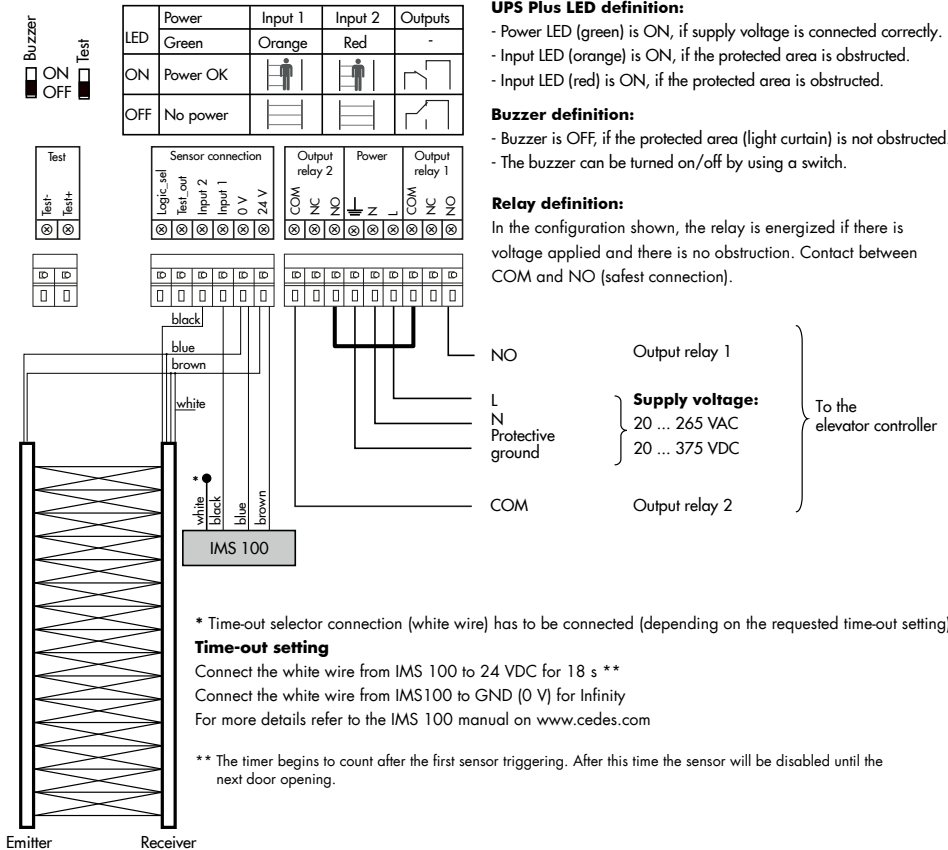 Buzzer
Test
ON
OFF
LED Power Input 1 Input 2 Outputs
Green Orange Red -
ON Power OK
OFF No power
UPS Plus LED definition:
- Power LED (green) is ON, if supply voltage is connected correctly.
- Input LED (orange) is ON, if the protected area is obstructed.
- Input LED (red) is ON, if the protected area is obstructed.
Buzzer definition:
- Buzzer is OFF, if the protected area (light curtain) is not obstructed.
- The buzzer can be turned on/off by using a switch.
Relay definition:
In the configuration shown, the relay is energized if there is
voltage applied and there is no obstruction. Contact between
COM and NO (safest connection).
Test
Test-
Test+
Sensor connection
Logic_sel
Test_out
Input 2
Input 1
0 V
24 V
Output
relay 2
Power
Output
relay 1
COM
NC
NO
N
L
COM
NC
NO
black
blue
brown
white
NO Output relay 1
L
N
Protective
ground
Supply voltage:
20 ... 265 VAC
20 ... 375 VDC
To the
elevator controller
COM Output relay 2
*
white
black
blue
brown
IMS 100
* Time-out selector connection (white wire) has to be connected (depending on the requested time-out setting)
Time-out setting
Connect the white wire from IMS 100 to 24 VDC for 18 s **
Connect the white wire from IMS100 to GND (0 V) for Infinity
For more details refer to the IMS 100 manual on www.cedes.com
** The timer begins to count after the first sensor triggering. After this time the sensor will be disabled until the
next door opening.
Emitter
Receiver